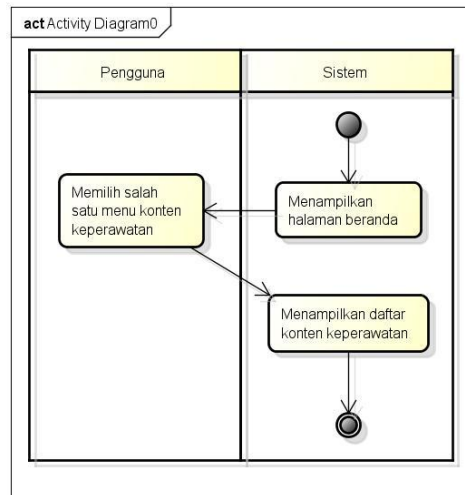 act Activity Diagram0
Pengguna
Sistem
Menampilkan
halaman beranda
Memilih salah
satu menu konten
keperawatan
Menampilkan daftar
konten keperawatan